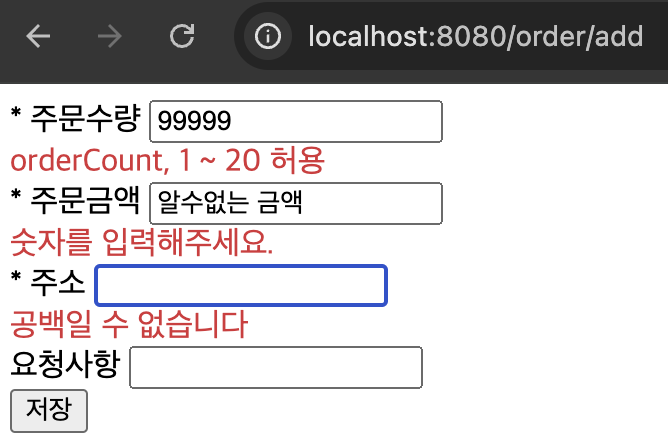 localhost:8080/order/add
* 주문수량 99999
orderCount, 1 ~ 20 허용
* 주문금액 알수없는 금액
숫자를 입력해주세요.
* 주소
공백일 수 없습니다
요청사항
저장